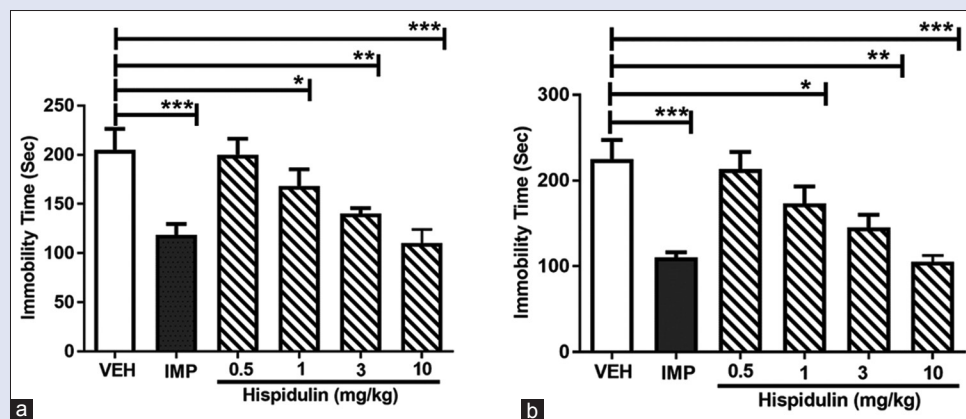 ***
**
*
***
Immobility Time (Sec)
250
200
150
100
50
0
VEH IMP 0.5 1 3 10
Hispidulin (mg/kg)
a
***
**
*
***
Immobility Time (Sec)
300
200
100
0
VEH IMP 0.5 1 3 10
Hispidulin (mg/kg)
b